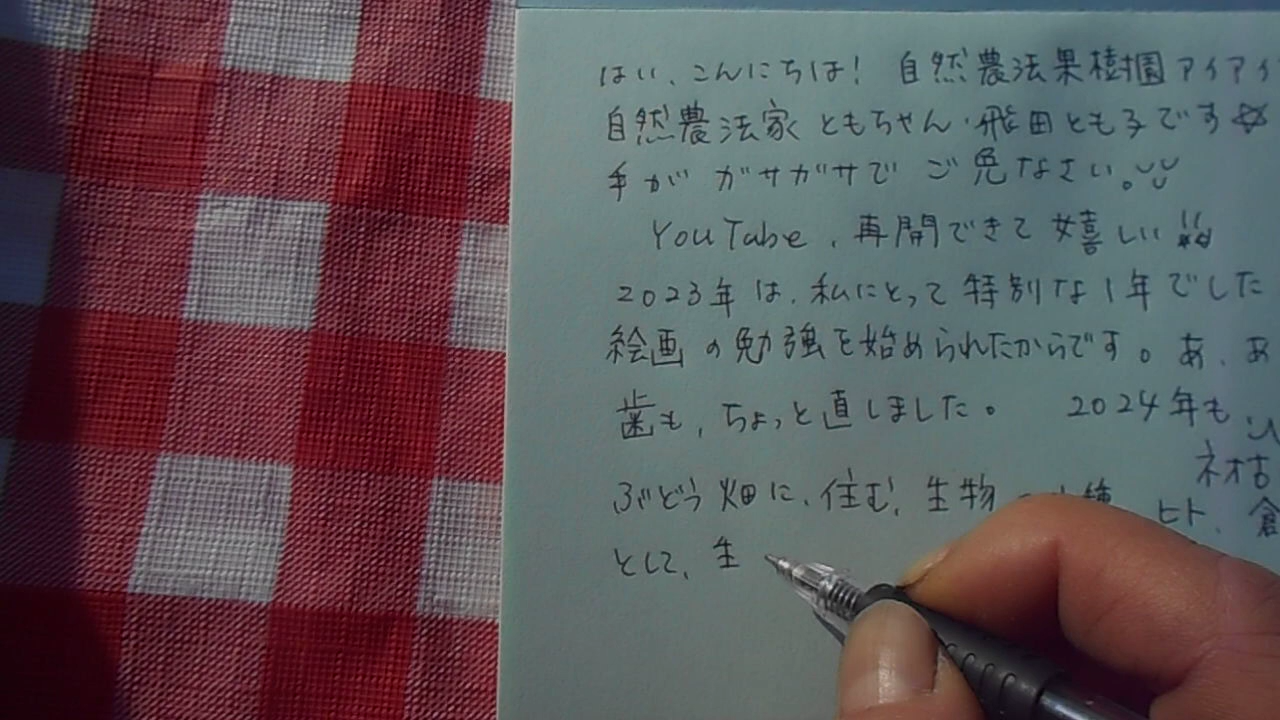 はい、こんにちは! 自然農法果樹園アイアイ
自然農法家ともちゃん・飛田とも子です☆
手がガサガサでご免なさい。
YouTube、再開できて嬉しい!!
2023年は、私にとって特別な1年でした
絵画の勉強を始められたからです。あ、あ
歯も、ちょっと直しました。 2024年も
ぶどう畑に、住む、生物 ヒト、
として、生